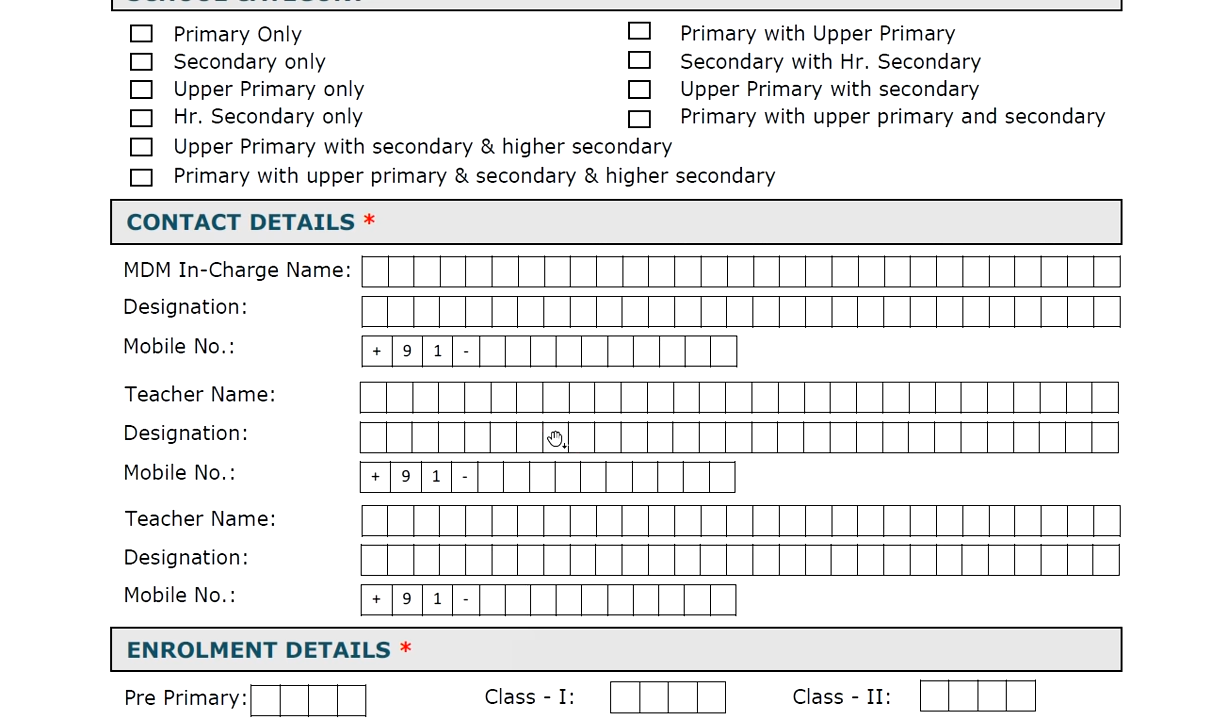 SCHOOL CATEGORY
Primary Only
Primary with Upper Primary
Secondary only
Secondary with Hr. Secondary
Upper Primary only
Upper Primary with secondary
Hr. Secondary only
Primary with upper primary and secondary
Upper Primary with secondary & higher secondary
Primary with upper primary & secondary & higher secondary
CONTACT DETAILS *
MDM In-Charge Name:
Designation:
Mobile No.: + 9 1 -
Teacher Name:
Designation:
Mobile No.: + 9 1 -
Teacher Name:
Designation:
Mobile No.: + 9 1 -
ENROLMENT DETAILS *
Pre Primary: Class - I: Class - II: